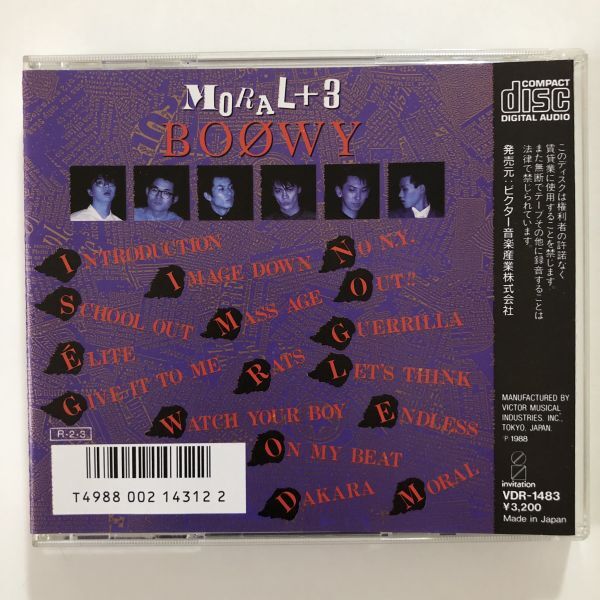 MORAL+3
BOØWY
INTRODUCTION
IMAGE DOWN
NO N.Y.
SCHOOL OUT
MASS AGE
OUT!!
ÉLITE
GUERRILLA
GIVE IT TO ME
RATS
LET'S THINK
WATCH YOUR BOY
ENDLESS
ON MY BEAT
DAKARA
MORAL
R-2・3
T4988 002 14312 2
COMPACT
disc
DIGITAL AUDIO
このディスクは権利者の許諾なく
賃貸業に使用することを禁じます。
また無断でテープその他に録音することは
法律で禁じられています。
発売元：ビクター音楽産業株式会社
MANUFACTURED BY
VICTOR MUSICAL
INDUSTRIES, INC.,
TOKYO, JAPAN.
℗ 1988
invitation
VDR-1483
¥3,200
Made in Japan